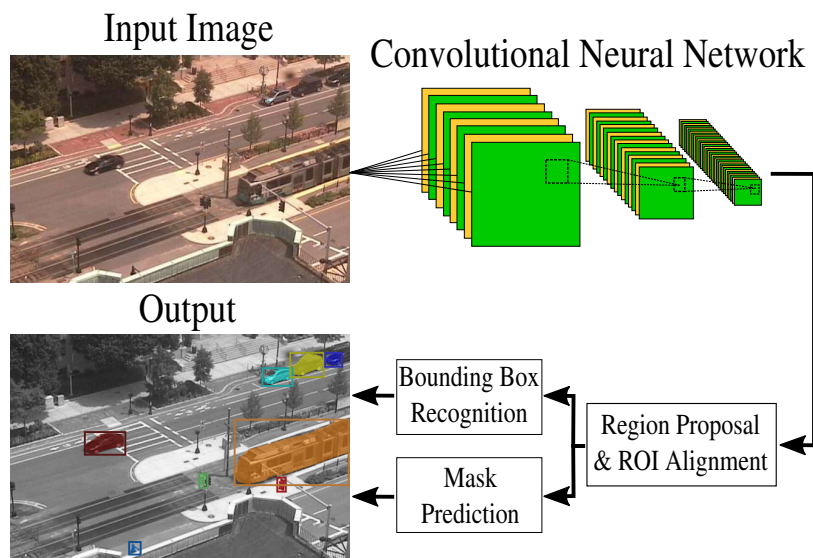 Input Image
Convolutional Neural Network
Output
Bounding Box
Recognition
Region Proposal
& ROI Alignment
Mask
Prediction